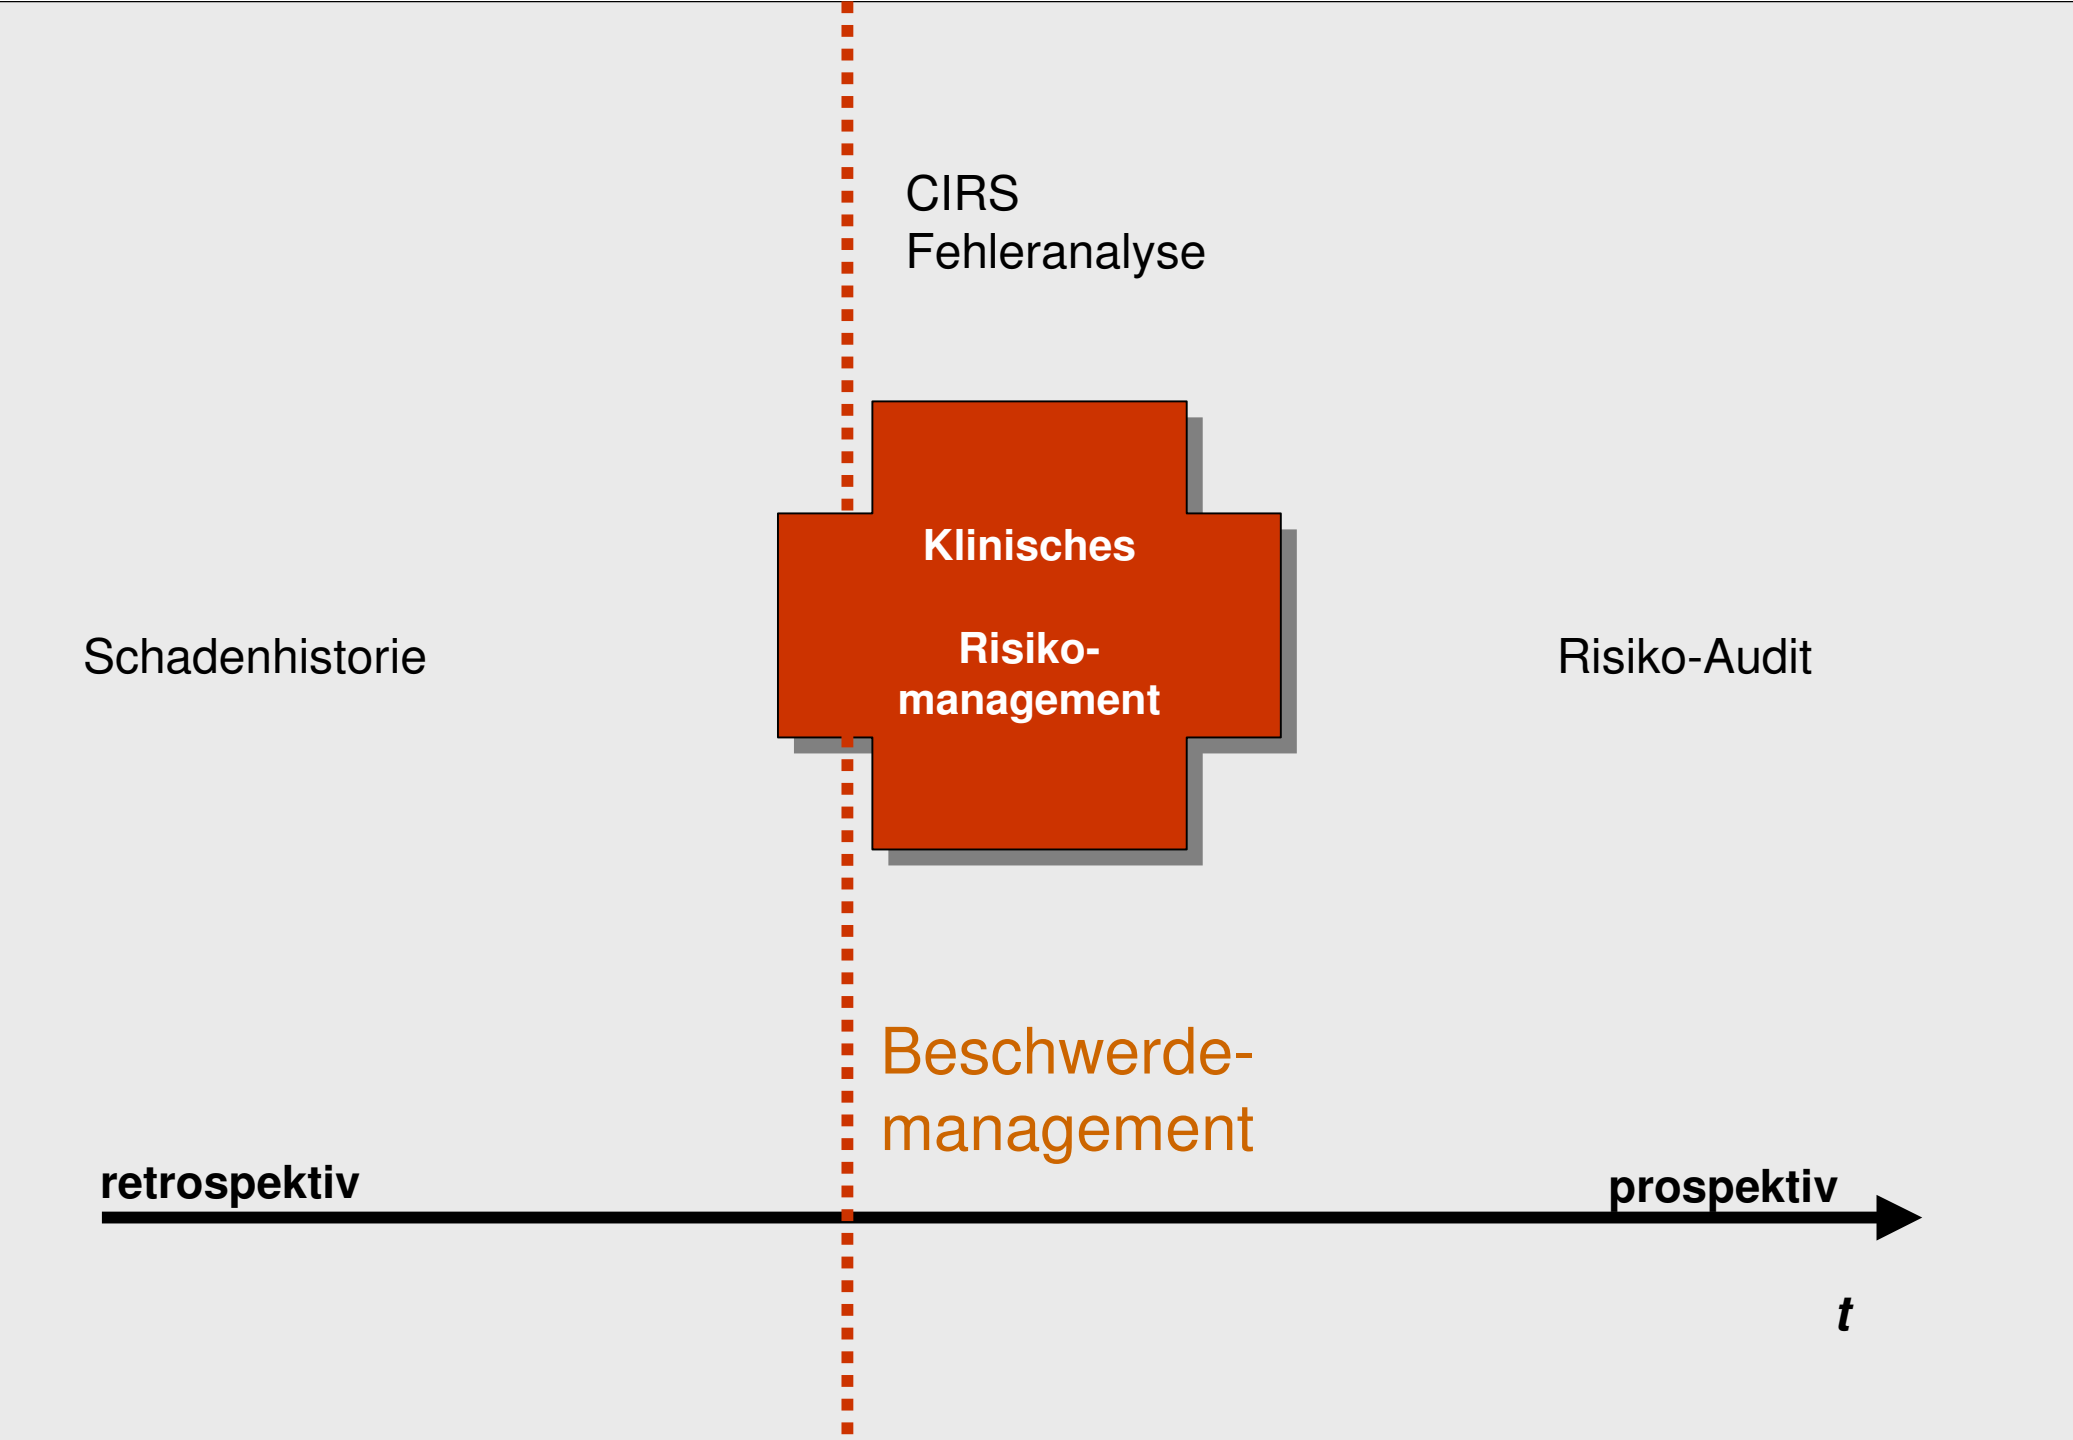 CIRS
Fehleranalyse
Klinisches
Risiko-
management
Schadenhistorie
Risiko-Audit
Beschwerde-
management
retrospektiv
prospektiv
t